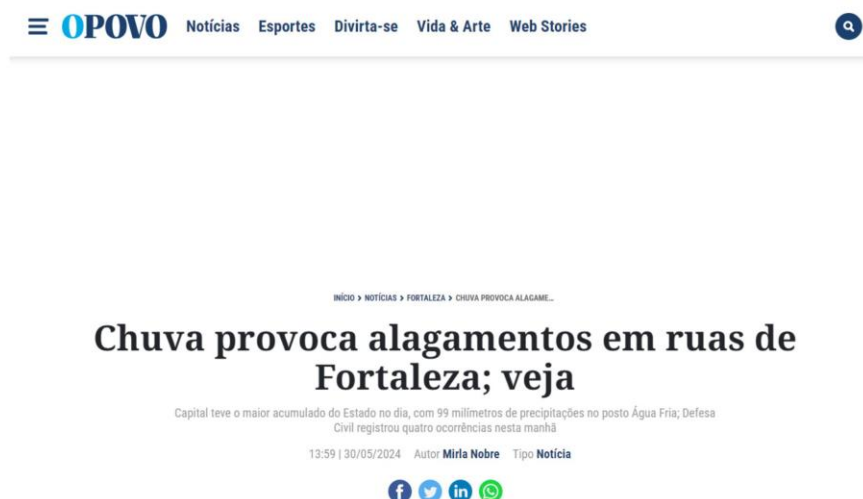 OPOVO Notícias Esportes Divirta-se Vida & Arte Web Stories
INÍCIO > NOTÍCIAS > FORTALEZA > CHUVA PROVOCA ALAGAME...
Chuva provoca alagamentos em ruas de
Fortaleza; veja
Capital teve o maior acumulado do Estado no dia, com 99 milímetros de precipitações no posto Água Fria; Defesa
Civil registrou quatro ocorrências nesta manhã
13:59 | 30/05/2024 Autor Mirla Nobre Tipo Notícia